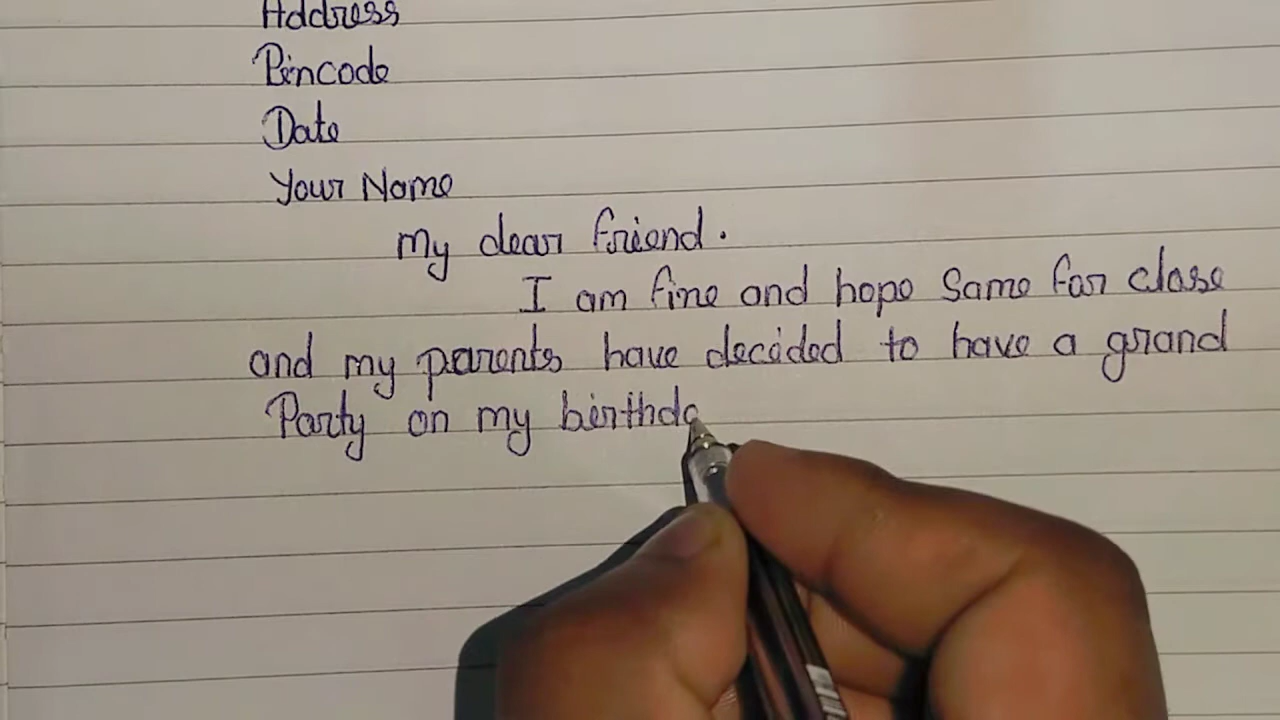 Address
Pincode
Date
Your Name
My dear friend.
I am fine and hope same for close
and my parents have decided to have a grand
Party on my birthda